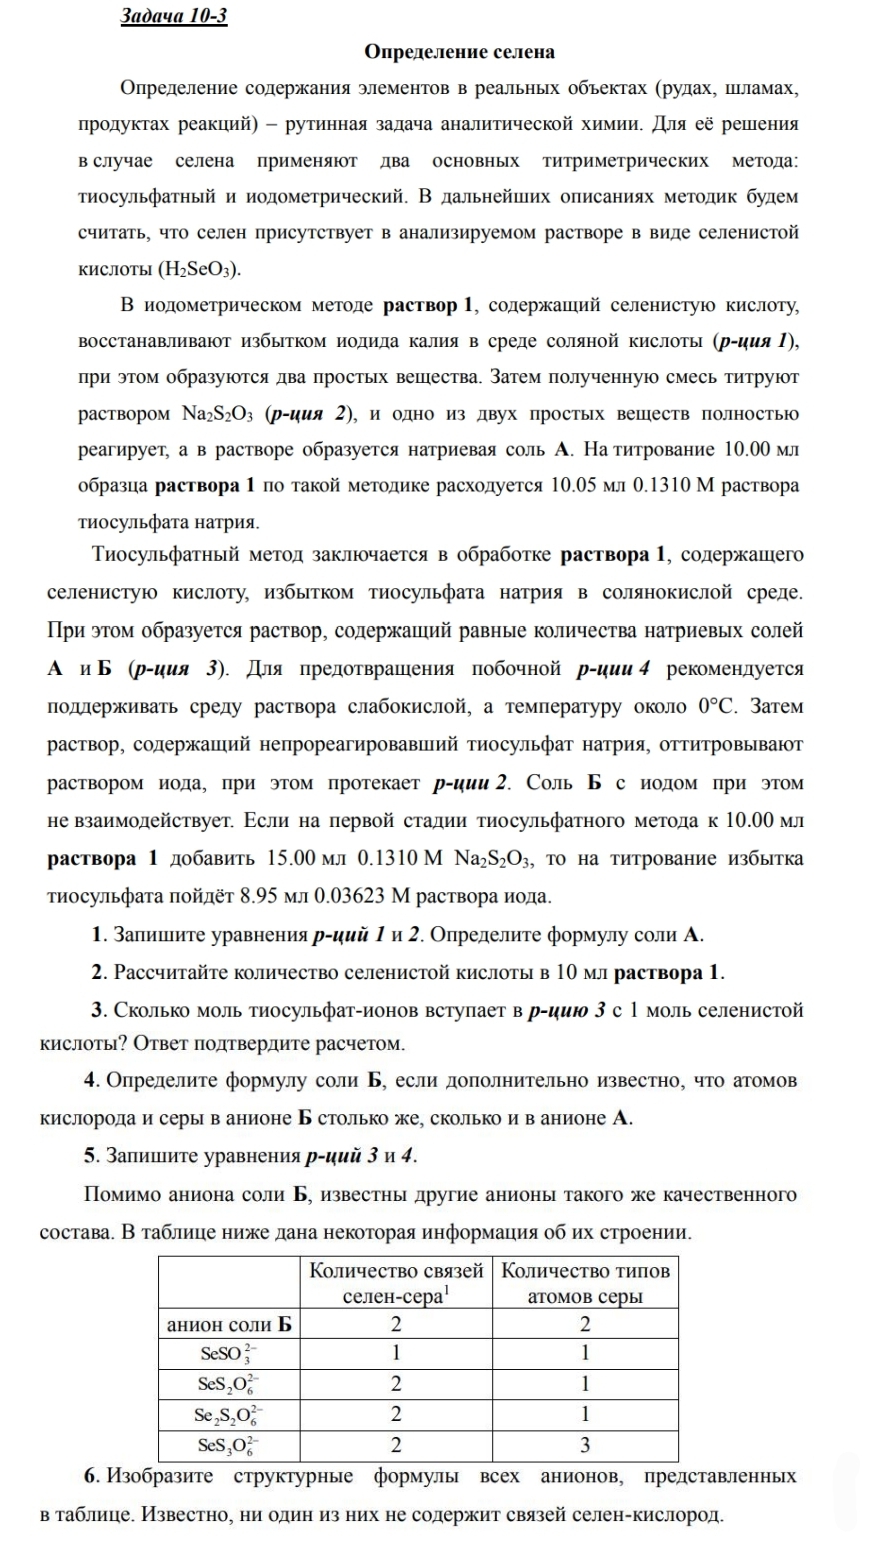 Задача 10-3
Определение селена
Определение содержания элементов в реальных объектах (рудах, шламах,
продуктах реакций) – рутинная задача аналитической химии. Для её решения
в случае селена применяют два основных титриметрических метода:
тиосульфатный и иодометрический. В дальнейших описаниях методик будем
считать, что селен присутствует в анализируемом растворе в виде селенистой
кислоты (H₂SeO₃).
В иодометрическом методе раствор 1, содержащий селенистую кислоту,
восстанавливают избытком иодида калия в среде соляной кислоты (р-ция 1),
при этом образуются два простых вещества. Затем полученную смесь титруют
раствором Na₂S₂O₃ (р-ция 2), и одно из двух простых веществ полностью
реагирует, а в растворе образуется натриевая соль А. На титрование 10.00 мл
образца раствора 1 по такой методике расходуется 10.05 мл 0.1310 М раствора
тиосульфата натрия.
Тиосульфатный метод заключается в обработке раствора 1, содержащего
селенистую кислоту, избытком тиосульфата натрия в солянокислой среде.
При этом образуется раствор, содержащий равные количества натриевых солей
А и Б (р-ция 3). Для предотвращения побочной р-ции 4 рекомендуется
поддерживать среду раствора слабокислой, а температуру около 0°С. Затем
раствор, содержащий непрореагировавший тиосульфат натрия, оттитровывают
раствором иода, при этом протекает р-ции 2. Соль Б с иодом при этом
не взаимодействует. Если на первой стадии тиосульфатного метода к 10.00 мл
раствора 1 добавить 15.00 мл 0.1310 М Na₂S₂O₃, то на титрование избытка
тиосульфата пойдёт 8.95 мл 0.03623 М раствора иода.
1. Запишите уравнения р-ций 1 и 2. Определите формулу соли А.
2. Рассчитайте количество селенистой кислоты в 10 мл раствора 1.
3. Сколько моль тиосульфат-ионов вступает в р-цию 3 с 1 моль селенистой
кислоты? Ответ подтвердите расчетом.
4. Определите формулу соли Б, если дополнительно известно, что атомов
кислорода и серы в анионе Б столько же, сколько и в анионе А.
5. Запишите уравнения р-ций 3 и 4.
Помимо аниона соли Б, известны другие анионы такого же качественного
состава. В таблице ниже дана некоторая информация об их строении.
Количество связей Количество типов
селен-сера¹ атомов серы
анион соли Б 2 2
SeSO₃²⁻ 1 1
SeS₂O₆²⁻ 2 1
Se₂S₂O₆²⁻ 2 1
SeS₃O₆²⁻ 2 3
6. Изобразите структурные формулы всех анионов, представленных
в таблице. Известно, ни один из них не содержит связей селен-кислород.